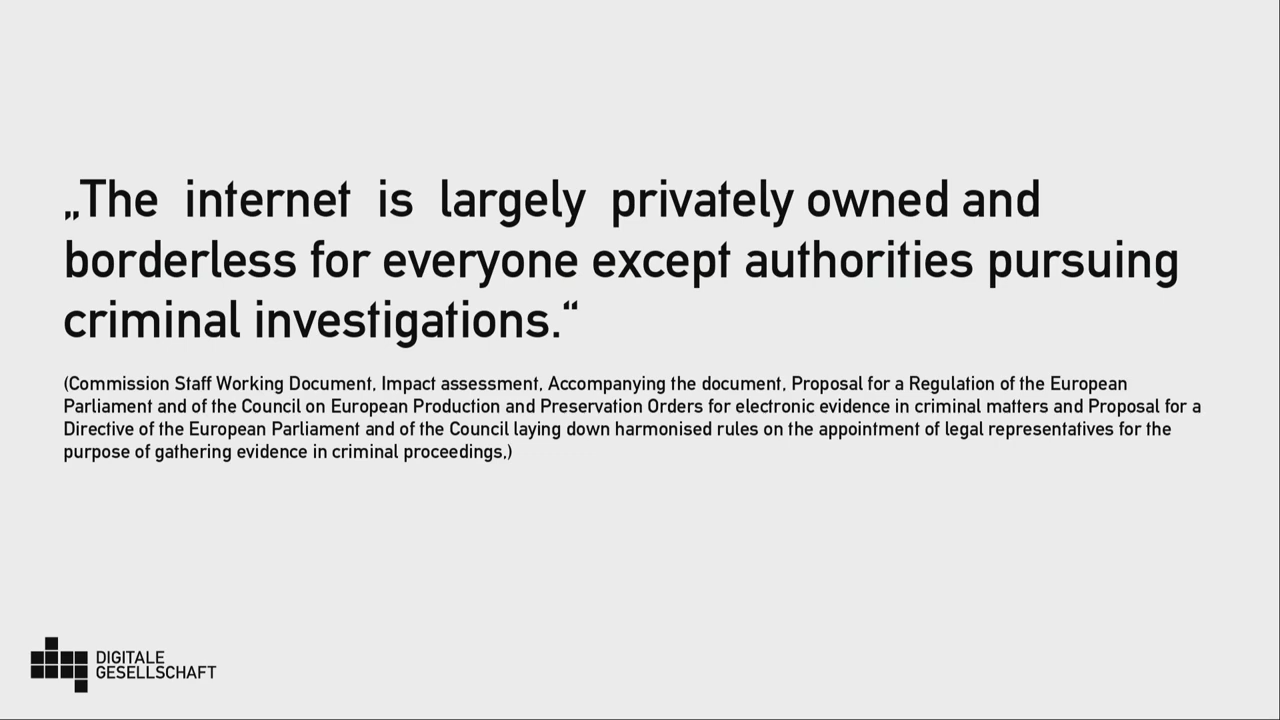 „The internet is largely privately owned and
borderless for everyone except authorities pursuing
criminal investigations.“
(Commission Staff Working Document, Impact assessment, Accompanying the document, Proposal for a Regulation of the European
Parliament and of the Council on European Production and Preservation Orders for electronic evidence in criminal matters and Proposal for a
Directive of the European Parliament and of the Council laying down harmonised rules on the appointment of legal representatives for the
purpose of gathering evidence in criminal proceedings,)
DIGITALE
GESELLSCHAFT